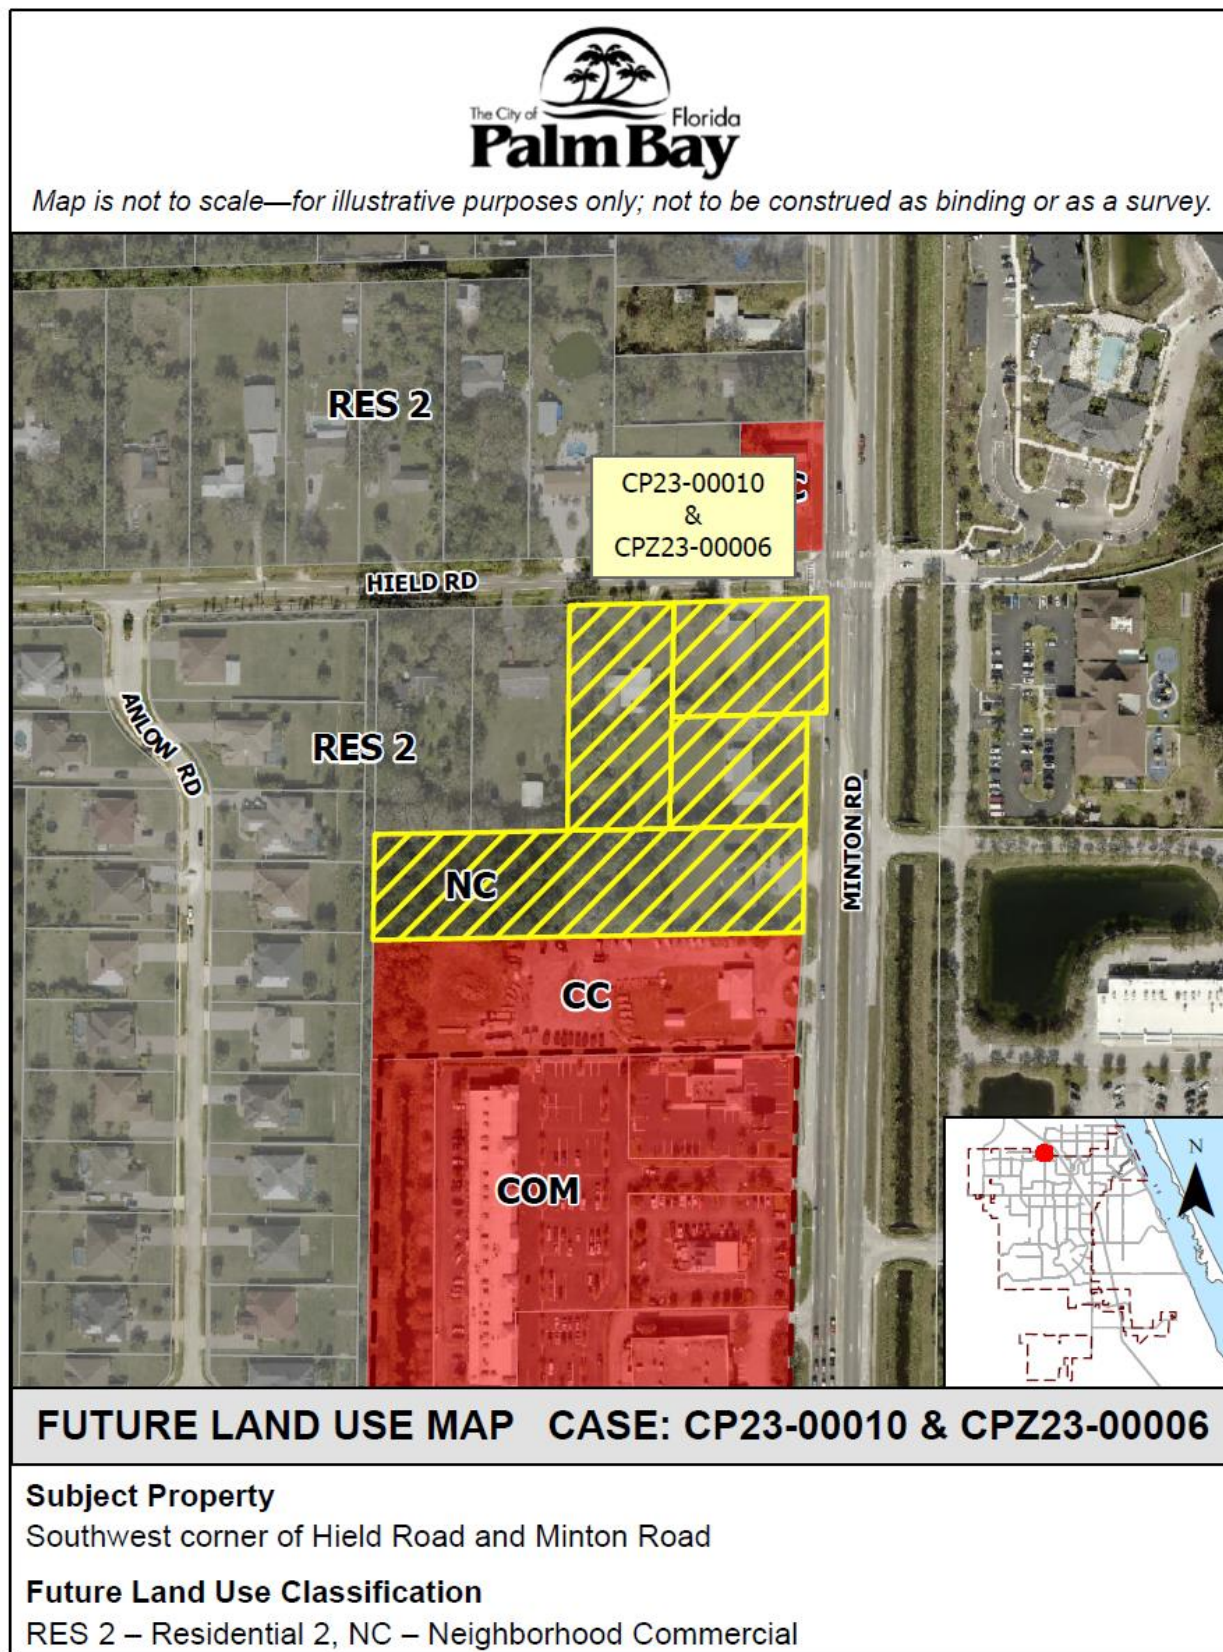 The City of Florida
Palm Bay
Map is not to scale—for illustrative purposes only; not to be construed as binding or as a survey.
RES 2
CP23-00010
&
CPZ23-00006
C
HIELD RD
ANLOW RD
RES 2
MINTON RD
NC
CC
COM
N
FUTURE LAND USE MAP CASE: CP23-00010 & CPZ23-00006
Subject Property
Southwest corner of Hield Road and Minton Road
Future Land Use Classification
RES 2 – Residential 2, NC – Neighborhood Commercial